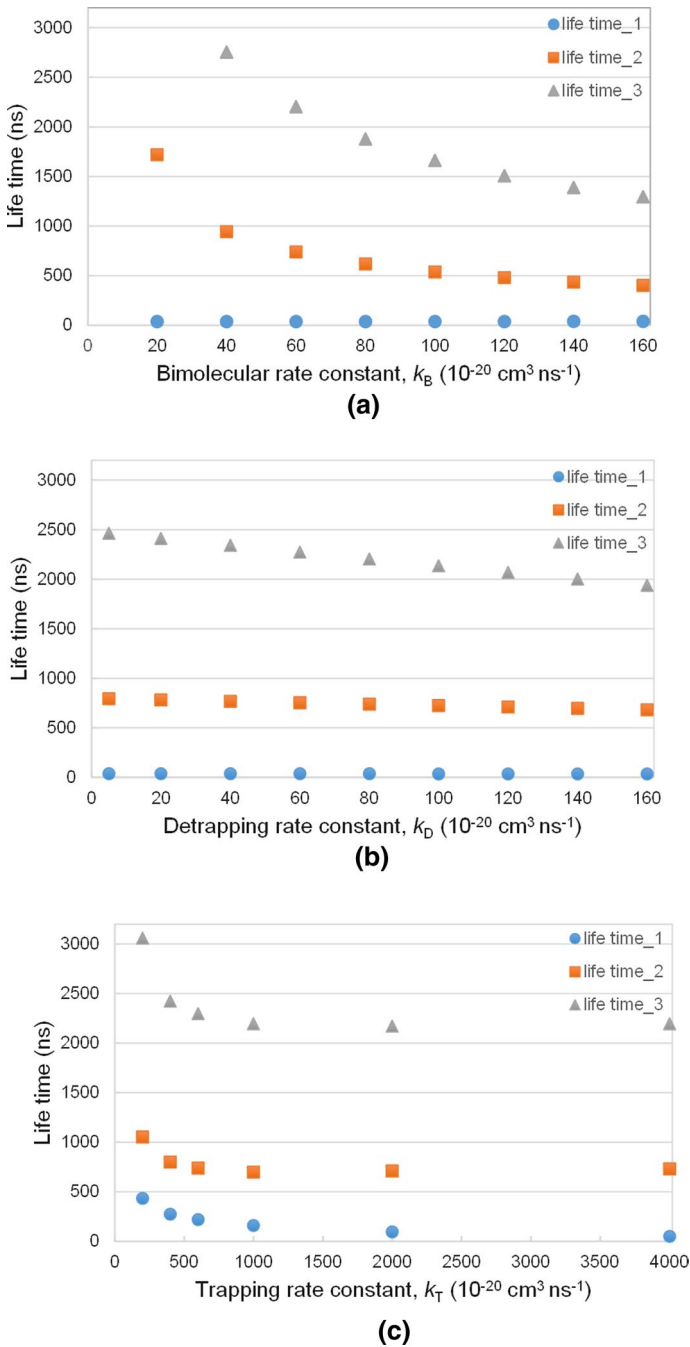 3000
2500
2000
1500
1000
500
0
Life time (ns)
life time_1
life time_2
life time_3
0 20 40 60 80 100 120 140 160
Bimolecular rate constant, kB (10-20 cm3 ns-1)
(a)
3000
2500
2000
1500
1000
500
0
Life time (ns)
life time_1
life time_2
life time_3
0 20 40 60 80 100 120 140 160
Detrapping rate constant, kD (10-20 cm3 ns-1)
(b)
3000
2500
2000
1500
1000
500
0
Life time (ns)
life time_1
life time_2
life time_3
0 500 1000 1500 2000 2500 3000 3500 4000
Trapping rate constant, kT (10-20 cm3 ns-1)
(c)